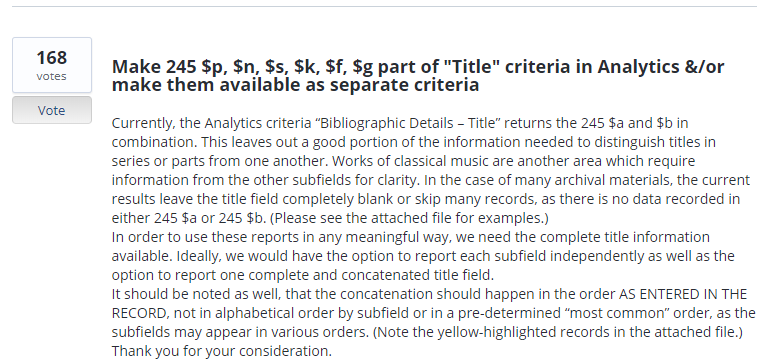 168
votes
Vote
Make 245 $p, $n, $s, $k, $f, $g part of "Title" criteria in Analytics &/or
make them available as separate criteria
Currently, the Analytics criteria “Bibliographic Details – Title” returns the 245 $a and $b in
combination. This leaves out a good portion of the information needed to distinguish titles in
series or parts from one another. Works of classical music are another area which require
information from the other subfields for clarity. In the case of many archival materials, the current
results leave the title field completely blank or skip many records, as there is no data recorded in
either 245 $a or 245 $b. (Please see the attached file for examples.)
In order to use these reports in any meaningful way, we need the complete title information
available. Ideally, we would have the option to report each subfield independently as well as the
option to report one complete and concatenated title field.
It should be noted as well, that the concatenation should happen in the order AS ENTERED IN THE
RECORD, not in alphabetical order by subfield or in a pre-determined “most common” order, as the
subfields may appear in various orders. (Note the yellow-highlighted records in the attached file.)
Thank you for your consideration.